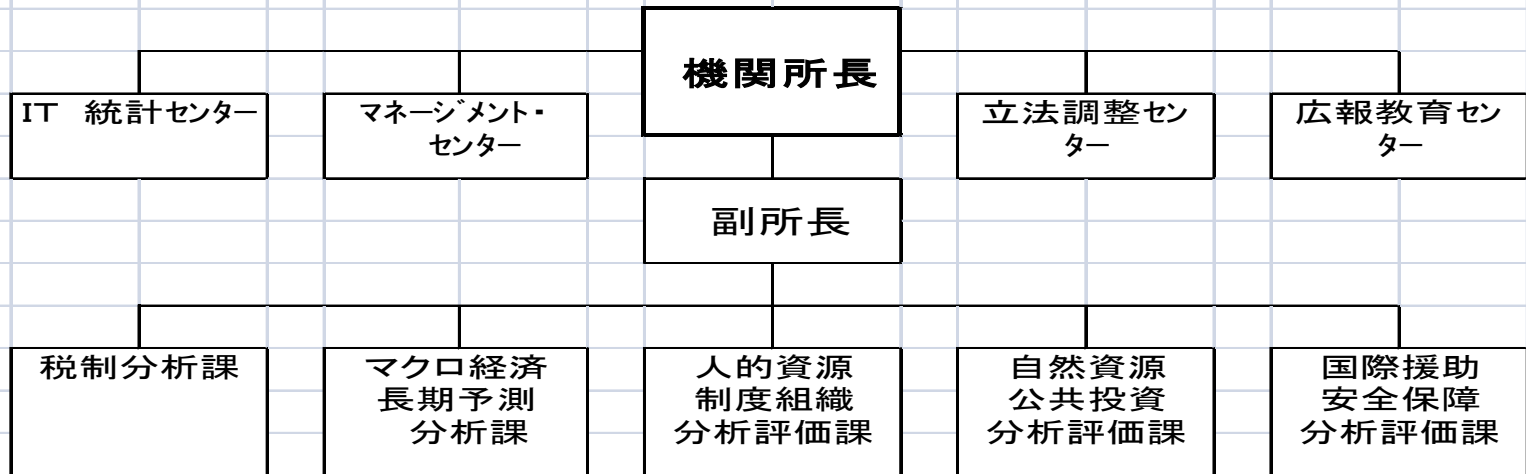 機関所長
IT 統計センター
マネージメント・
センター
立法調整セン
ター
広報教育セン
ター
副所長
税制分析課
マクロ経済
長期予測
分析課
人的資源
制度組織
分析評価課
自然資源
公共投資
分析評価課
国際援助
安全保障
分析評価課